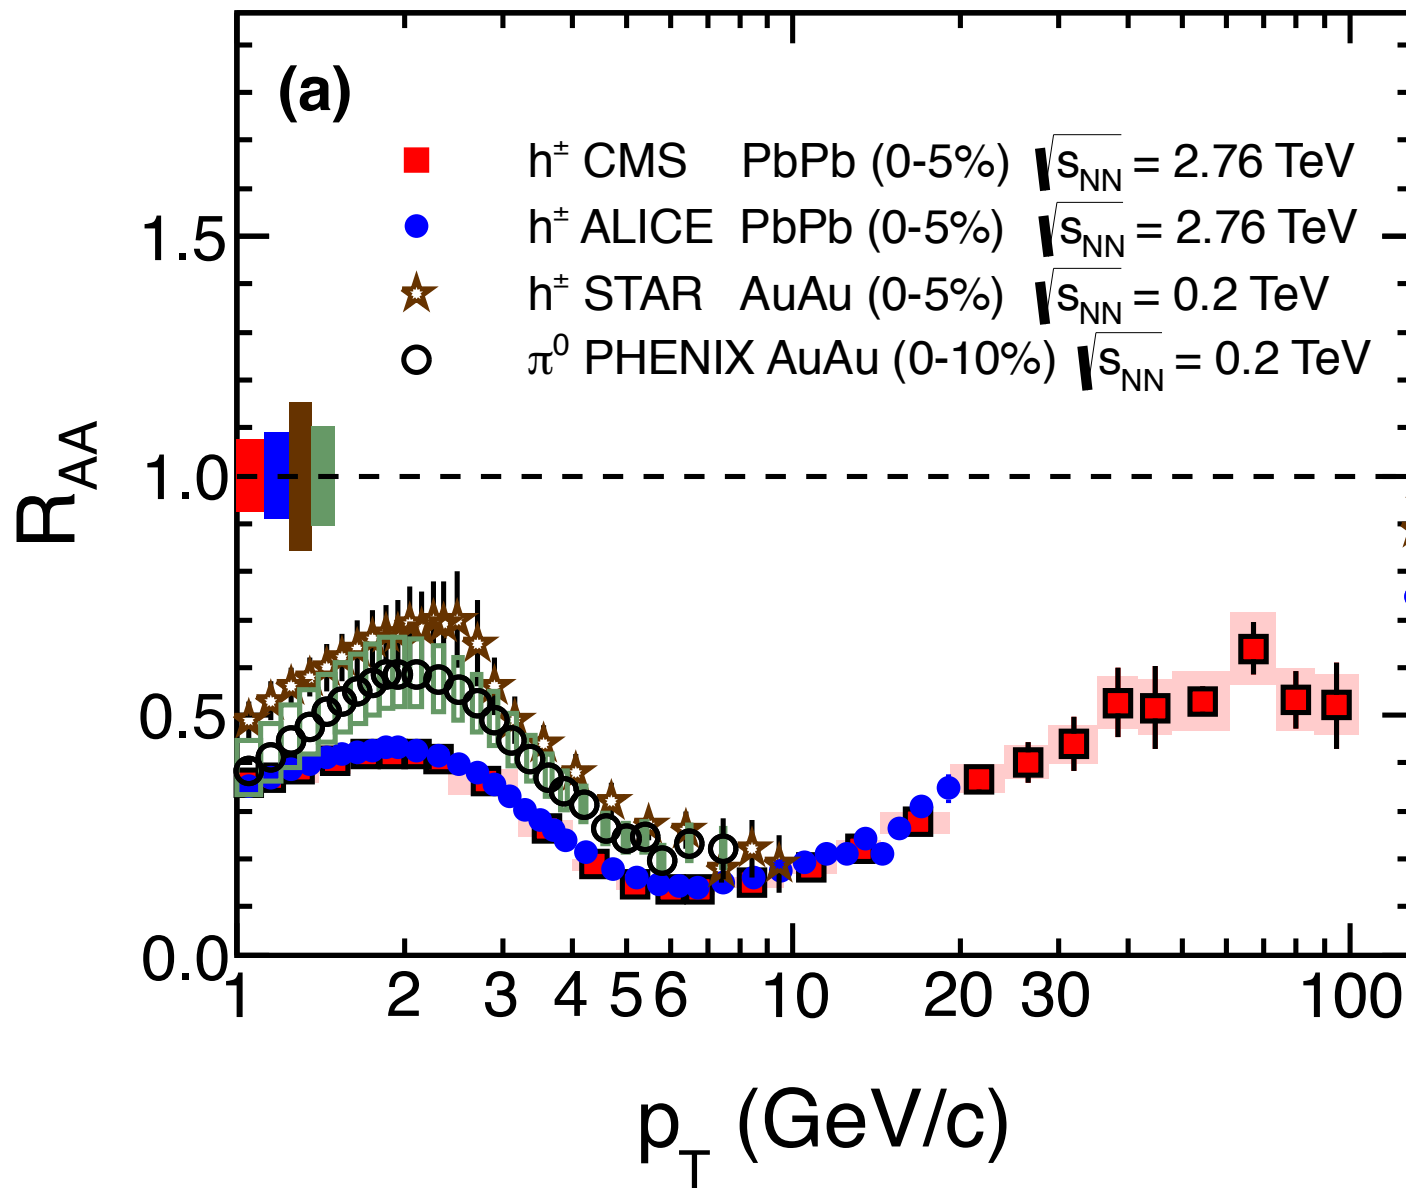 (a)
h± CMS PbPb (0-5%) √sNN = 2.76 TeV
h± ALICE PbPb (0-5%) √sNN = 2.76 TeV
h± STAR AuAu (0-5%) √sNN = 0.2 TeV
π0 PHENIX AuAu (0-10%) √sNN = 0.2 TeV
1.5
1.0
0.5
0.0
RAA
1 2 3 4 5 6 10 20 30 100
pT (GeV/c)